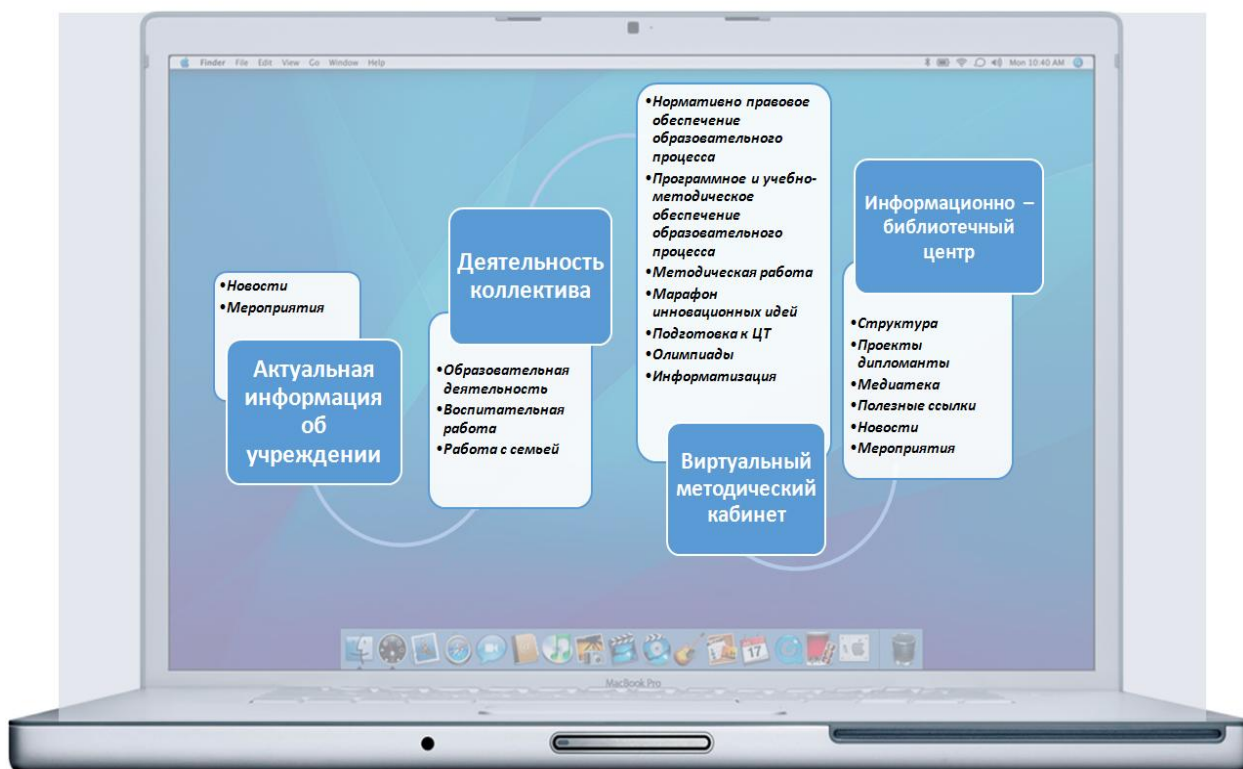 Finder File Edit View Go Window Help
Mon 10:40 AM
•Новости
•Мероприятия
Актуальная
информация
об
учреждении
Деятельность
коллектива
•Образовательная
деятельность
•Воспитательная
работа
•Работа с семьей
•Нормативно правовое
обеспечение
образовательного
процесса
•Программное и учебно-
методическое
обеспечение
образовательного
процесса
•Методическая работа
•Марафон
инновационных идей
•Подготовка к ЦТ
•Олимпиады
•Информатизация
Виртуальный
методический
кабинет
Информационно –
библиотечный
центр
•Структура
•Проекты
дипломанты
•Медиатека
•Полезные ссылки
•Новости
•Мероприятия
17
MacBook Pro